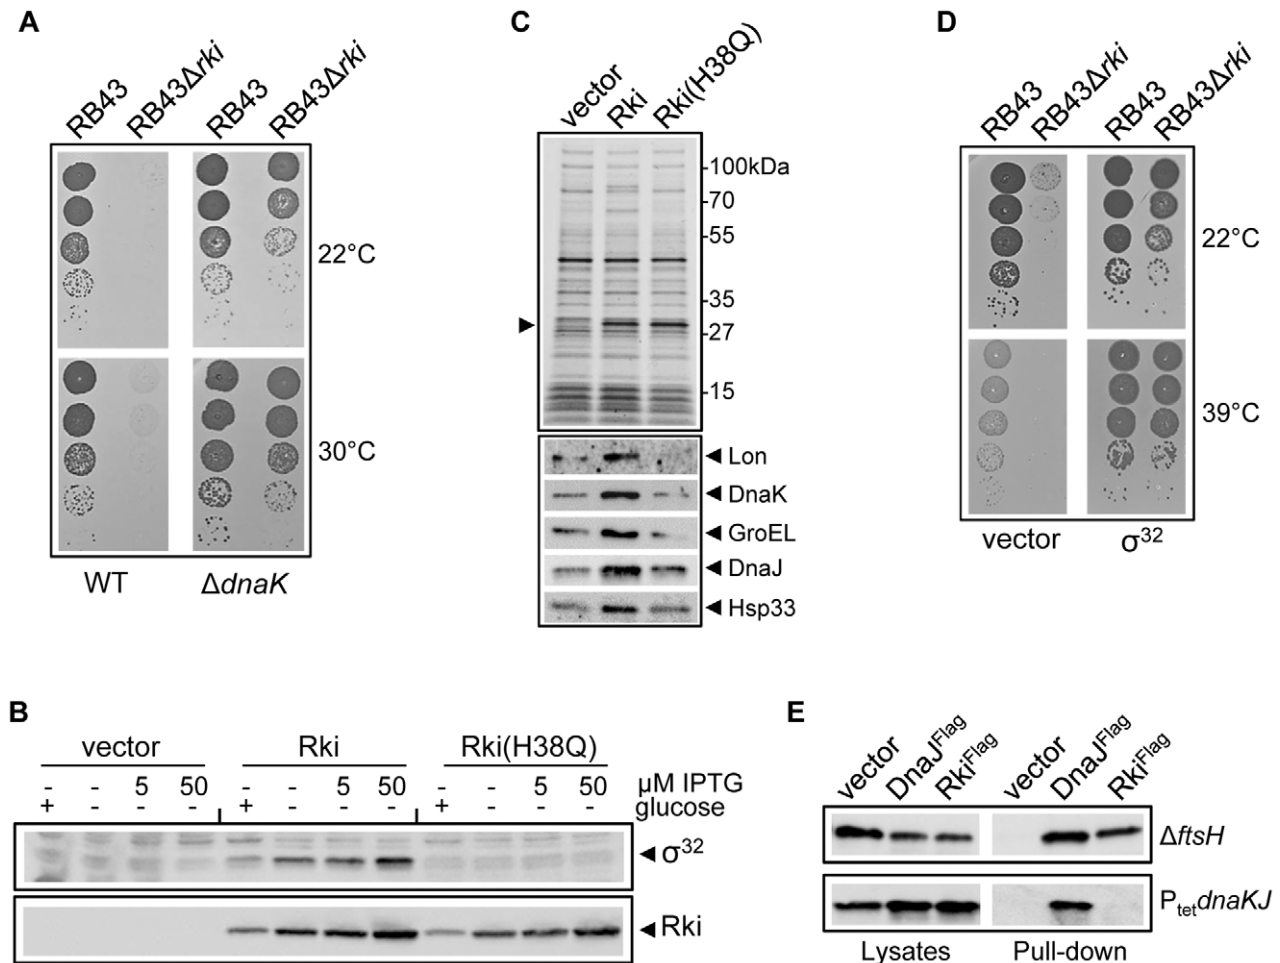 A
RB43 RB43Δrki RB43 RB43Δrki
22°C
30°C
WT ΔdnaK
C
vector Rki Rki(H38Q)
100kDa
70
55
35
27
15
Lon
DnaK
GroEL
DnaJ
Hsp33
D
RB43 RB43Δrki RB43 RB43Δrki
22°C
39°C
vector σ³²
B
vector Rki Rki(H38Q)
- - 5 50 - - 5 50 - - 5 50 μM IPTG
+ - - - + - - - + - - - glucose
σ³²
Rki
E
vector DnaJFlag RkiFlag vector DnaJFlag RkiFlag
ΔftsH
PtetdnaKJ
Lysates Pull-down